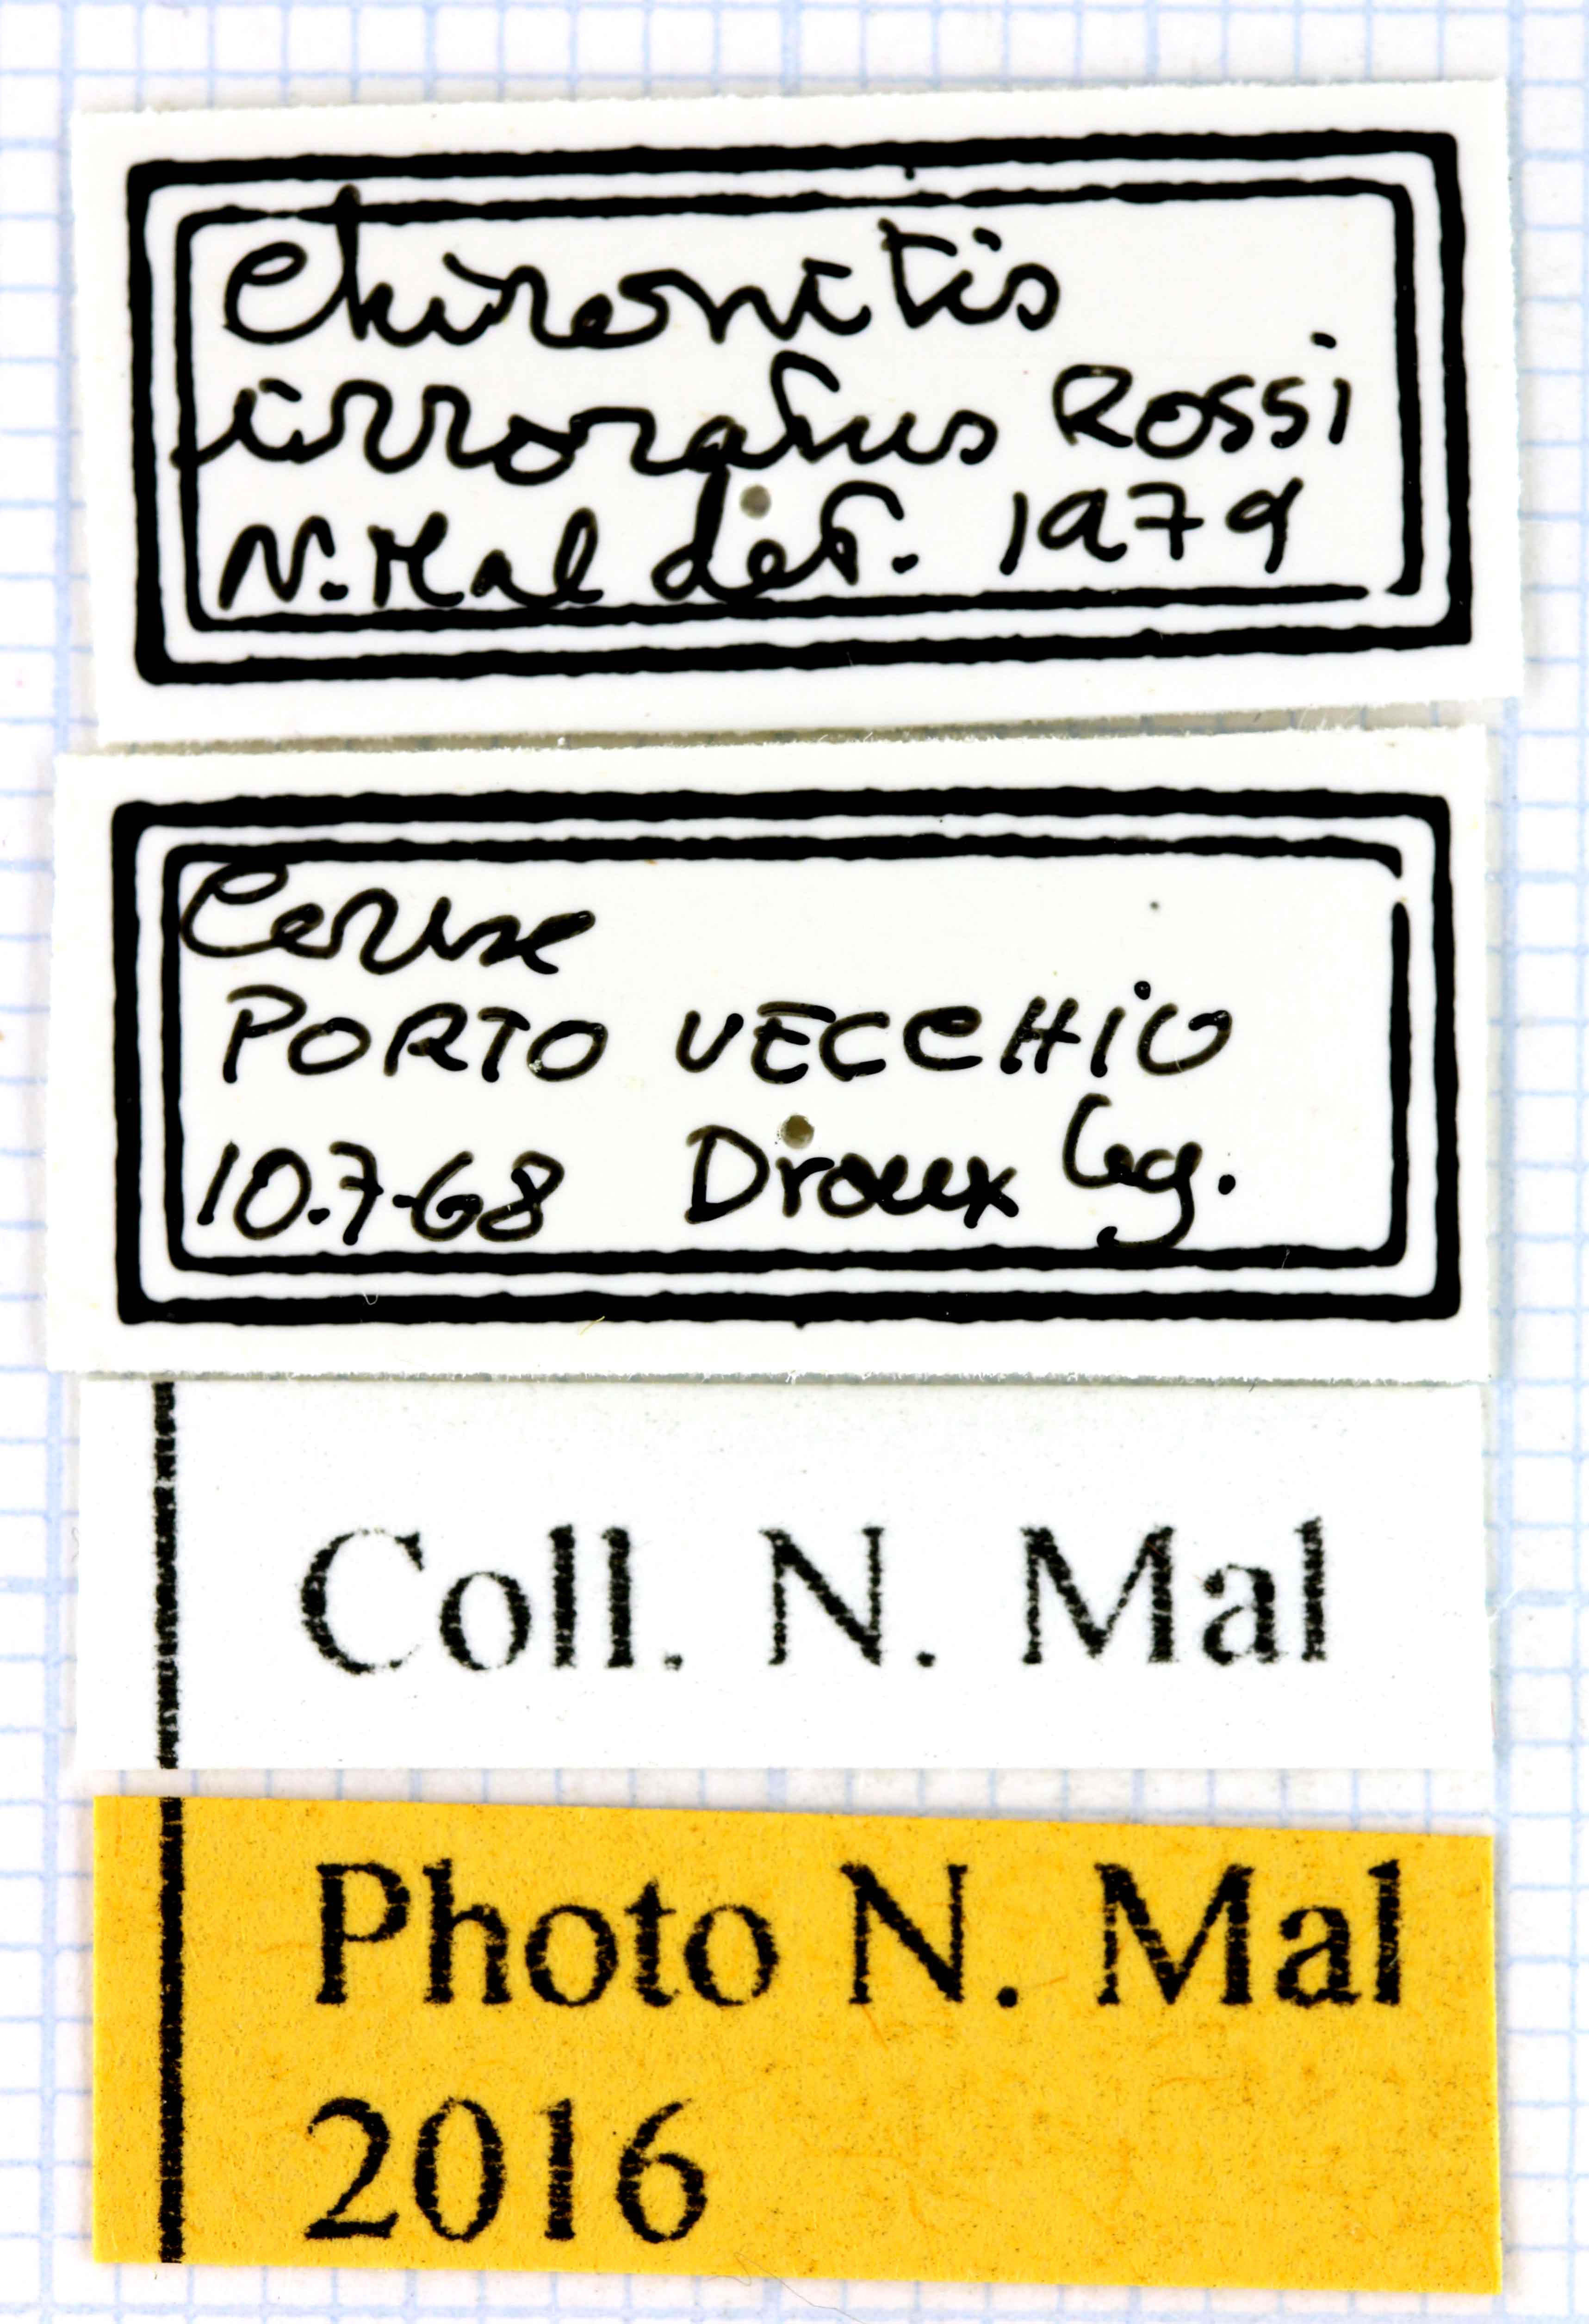 Chironitis
irroratus Rossi
N. Mal det. 1979
Corse
PORTO VECCHIO
10.7-68 Droux leg.
Coll. N. Mal
Photo N. Mal
2016